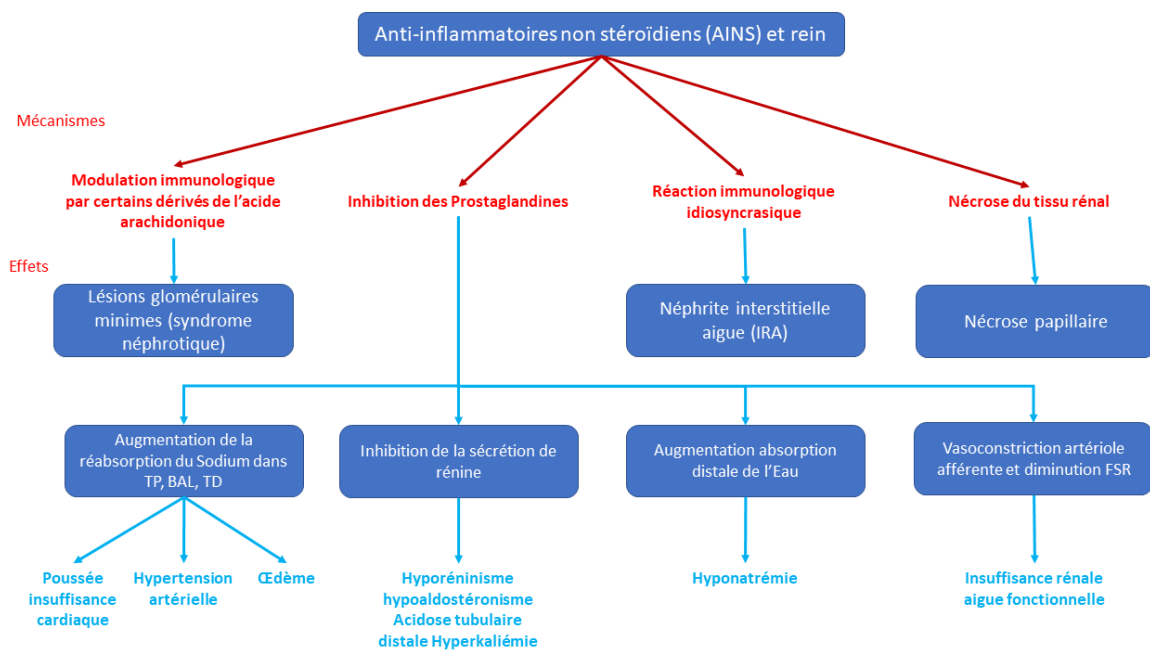 Anti-inflammatoires non stéroïdiens (AINS) et rein
Mécanismes
Modulation immunologique
par certains dérivés de l'acide
arachidonique
Inhibition des Prostaglandines
Réaction immunologique
idiosyncrasique
Nécrose du tissu rénal
Effets
Lésions glomérulaires
minimes (syndrome
néphrotique)
Néphrite interstitielle
aigue (IRA)
Nécrose papillaire
Augmentation de la
réabsorption du Sodium dans
TP, BAL, TD
Inhibition de la sécrétion de
rénine
Augmentation absorption
distale de l'Eau
Vasoconstriction artériole
afférente et diminution FSR
Poussée
insuffisance
cardiaque
Hypertension
artérielle
Œdème
Hyporéninisme
hypoaldostéronisme
Acidose tubulaire
distale Hyperkaliémie
Hyponatrémie
Insuffisance rénale
aigue fonctionnelle